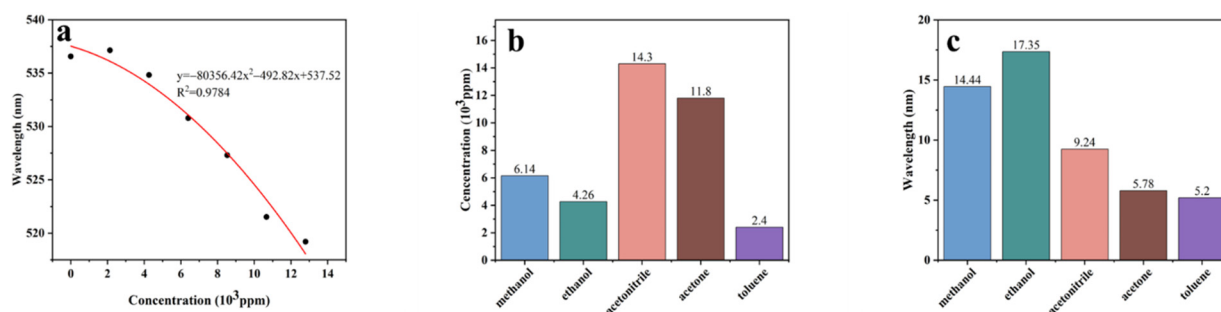 a
y=−80356.42x²−492.82x+537.52
R²=0.9784
540
535
530
525
520
Wavelength (nm)
0 2 4 6 8 10 12 14
Concentration (10³ppm)
b
16
14
12
10
8
6
4
2
0
Cencentration (10³ppm)
6.14
4.26
14.3
11.8
2.4
methanol
ethanol
acetonitrile
acetone
toluene
c
20
15
10
5
0
Wavelength (nm)
14.44
17.35
9.24
5.78
5.2
methanol
ethanol
acetonitrile
acetone
toluene